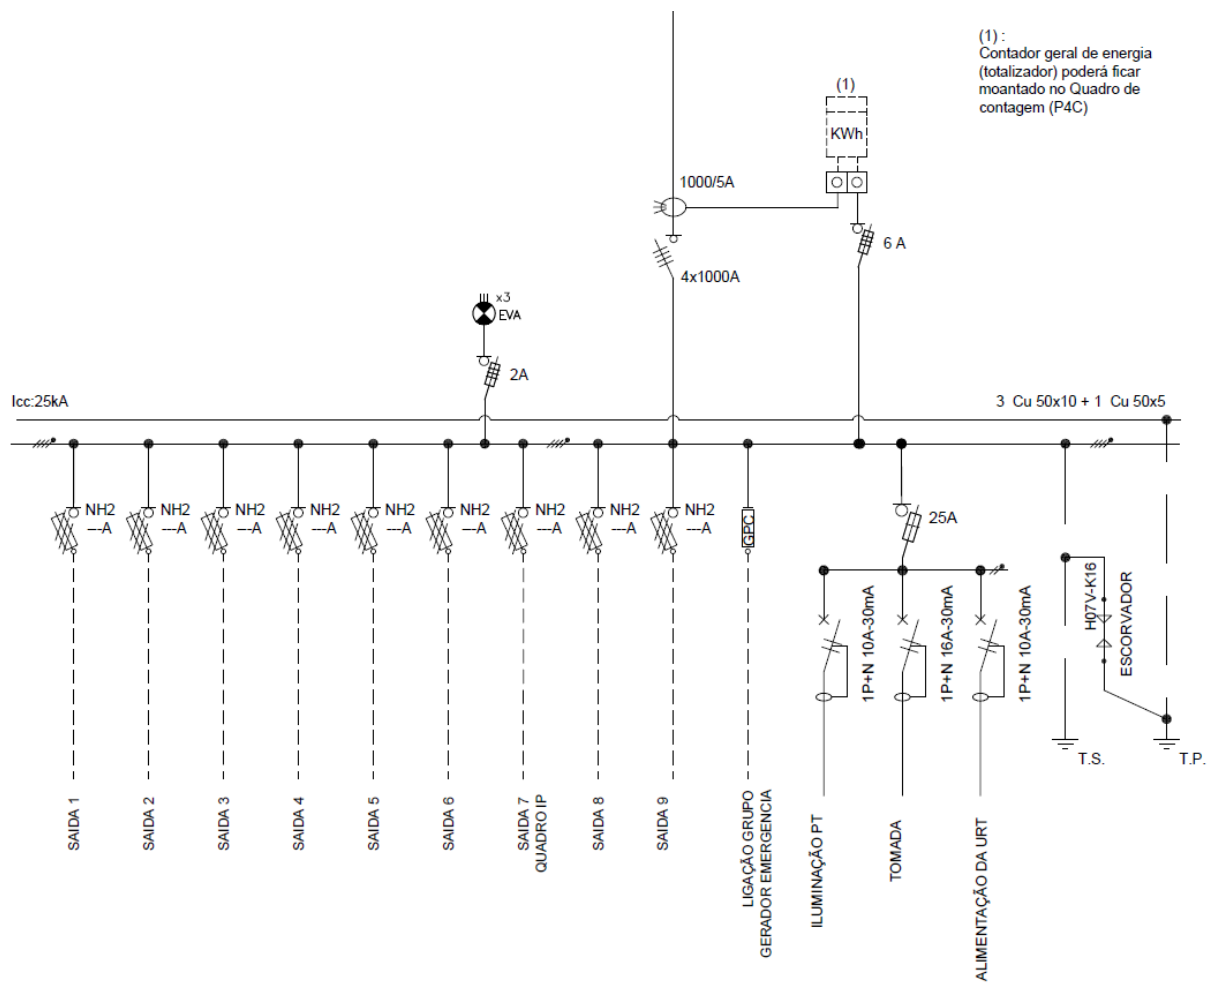 (1) :
Contador geral de energia
(totalizador) poderá ficar
moantado no Quadro de
contagem (P4C)
(1)
KWh
1000/5A
6 A
4x1000A
x3
EVA
2A
Icc:25kA
3 Cu 50x10 + 1 Cu 50x5
NH2
---A
NH2
---A
NH2
---A
NH2
---A
NH2
---A
NH2
---A
NH2
---A
NH2
---A
NH2
---A
GPC
25A
1P+N 10A-30mA
1P+N 16A-30mA
1P+N 10A-30mA
H07V-K16
ESCORVADOR
T.S.
T.P.
SAIDA 1
SAIDA 2
SAIDA 3
SAIDA 4
SAIDA 5
SAIDA 6
SAIDA 7
QUADRO IP
SAIDA 8
SAIDA 9
LIGAÇÃO GRUPO
GERADOR EMERGENCIA
ILUMINAÇÃO PT
TOMADA
ALIMENTAÇÃO DA URT